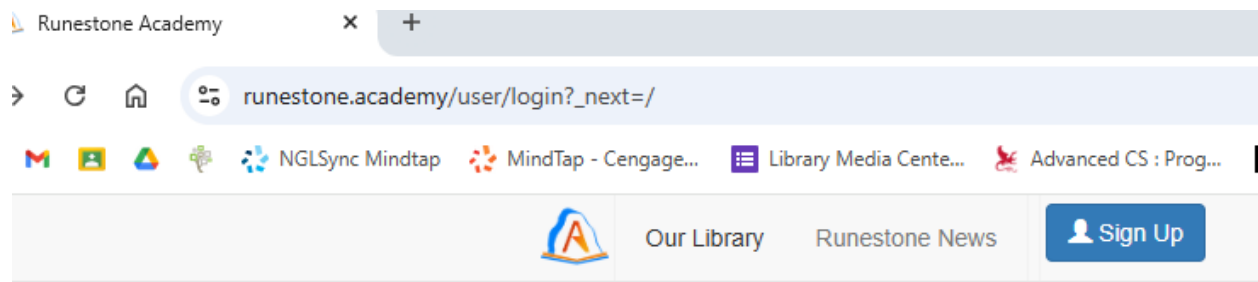 Runestone Academy
runestone.academy/user/login?_next=/
NGLSync Mindtap MindTap - Cengage... Library Media Cente... Advanced CS : Prog...
Our Library Runestone News Sign Up